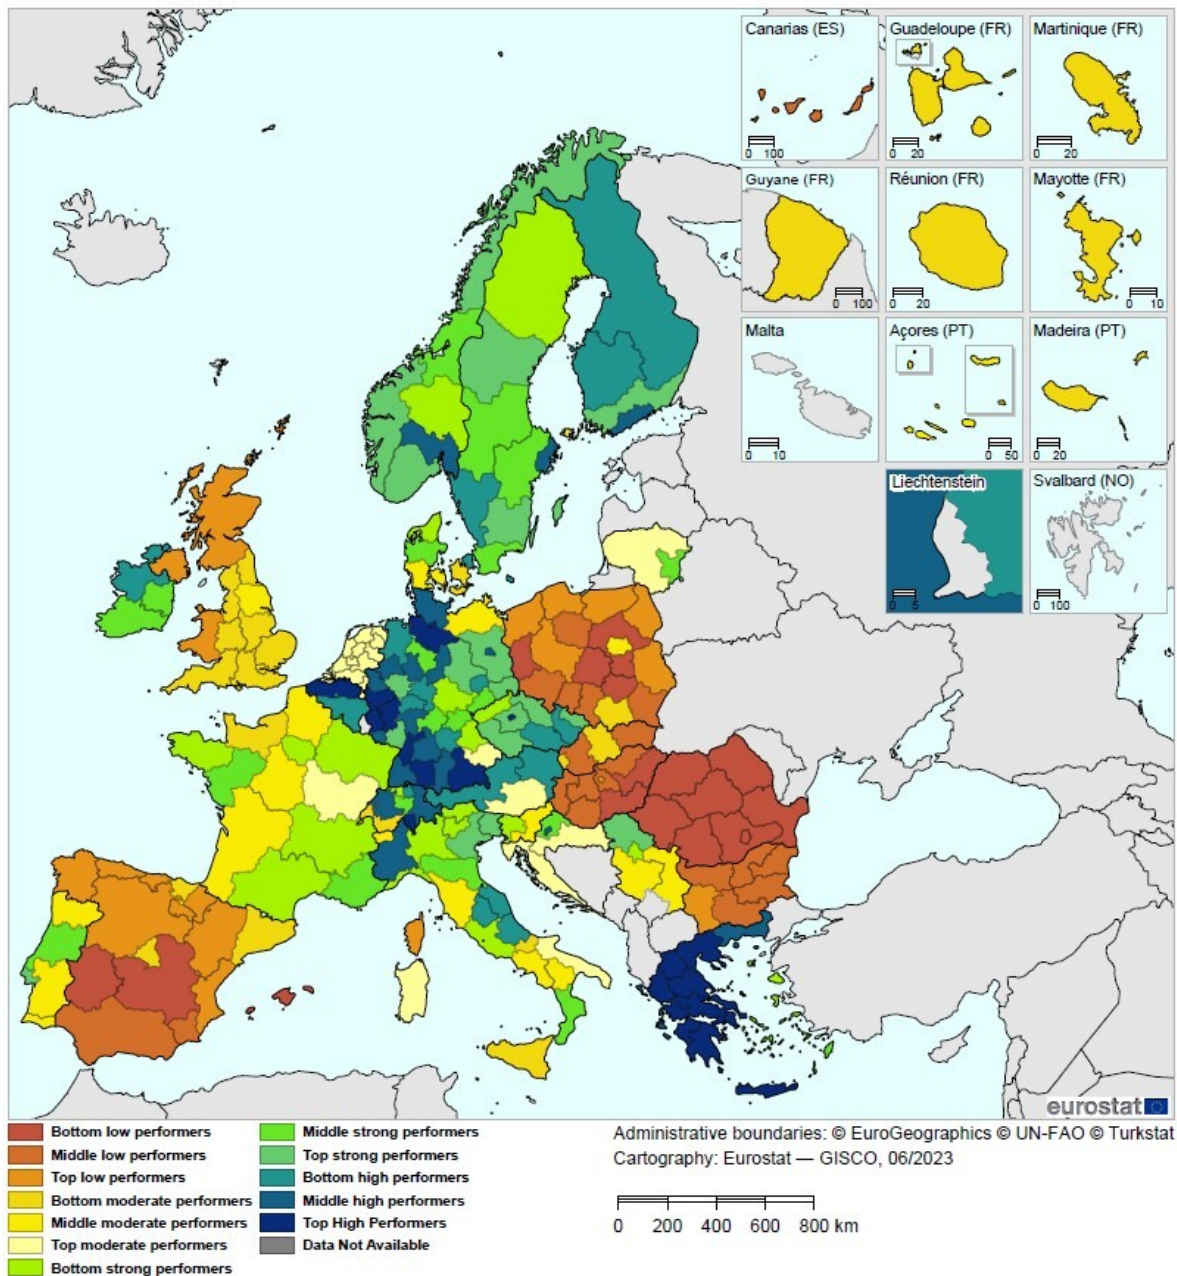 Canarias (ES)
0 100
Guadeloupe (FR)
0 20
Martinique (FR)
0 20
Guyane (FR)
0 100
Réunion (FR)
0 20
Mayotte (FR)
0 10
Malta
0 10
Açores (PT)
0 50
Madeira (PT)
0 20
Liechtenstein
0 5
Svalbard (NO)
0 100
eurostat
Bottom low performers
Middle low performers
Top low performers
Bottom moderate performers
Middle moderate performers
Top moderate performers
Bottom strong performers
Middle strong performers
Top strong performers
Bottom high performers
Middle high performers
Top High Performers
Data Not Available
Administrative boundaries: © EuroGeographics © UN-FAO © Turkstat
Cartography: Eurostat — GISCO, 06/2023
0 200 400 600 800 km